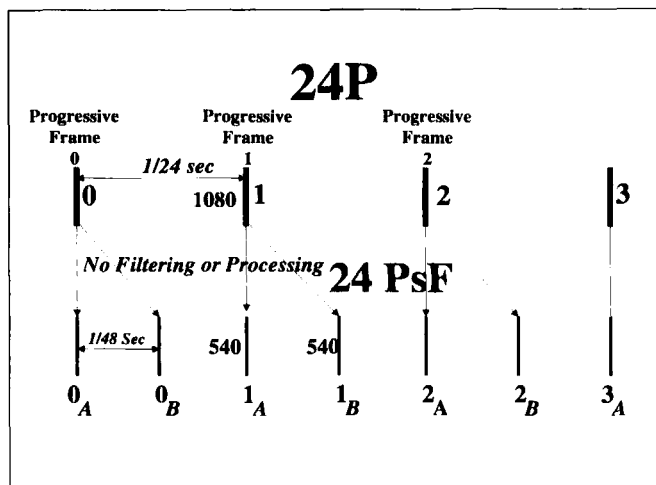 24P
Progressive Frame 0
Progressive Frame 1
Progressive Frame 2
1/24 sec
0
1080
1
2
3
No Filtering or Processing
24 PsF
1/48 Sec
540
540
0A
0B
1A
1B
2A
2B
3A